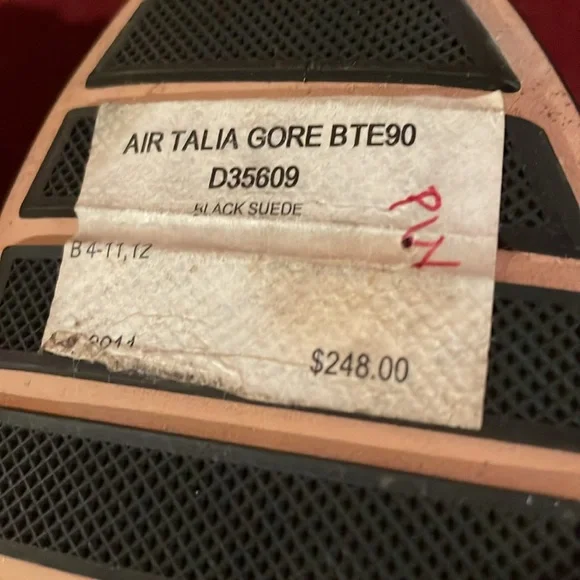 AIR TALIA GORE BTE90
D35609
BLACK SUEDE
B 4-11,12
$248.00